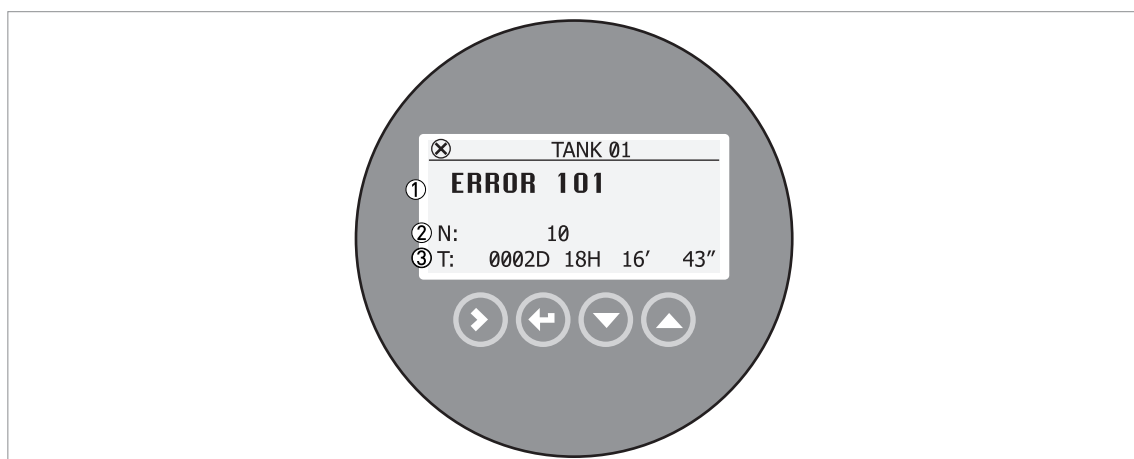 TANK 01
① ERROR 101
② N: 10
③ T: 0002D 18H 16′ 43″